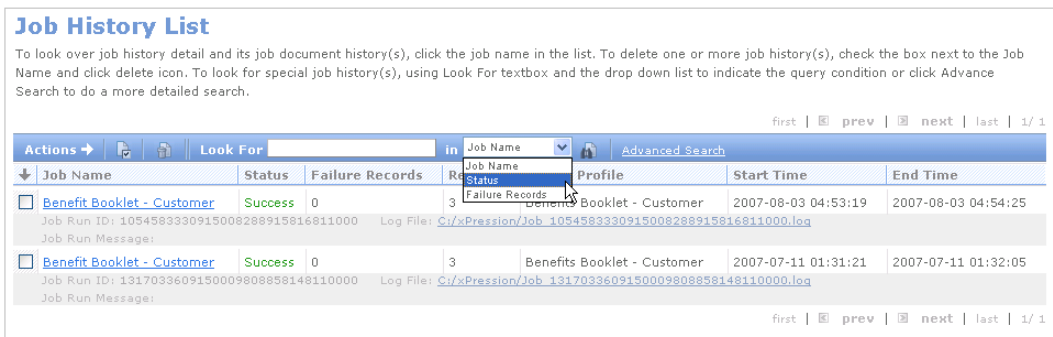 Job History List
To look over job history detail and its job document history(s), click the job name in the list. To delete one or more job history(s), check the box next to the Job
Name and click delete icon. To look for special job history(s), using Look For textbox and the drop down list to indicate the query condition or click Advance
Search to do a more detailed search.
first | prev | next | last | 1/ 1
Actions Look For in Job Name Advanced Search
Job Name
Status
Failure Records
Job Name Status Failure Records Re Profile Start Time End Time
Benefit Booklet - Customer Success 0 3 Benefits Booklet - Customer 2007-08-03 04:53:19 2007-08-03 04:54:25
Job Run ID: 10545833309150082889158168110​00 Log File: C:/xPression/Job_1054583330915008288915816811000.log
Job Run Message:
Benefit Booklet - Customer Success 0 3 Benefits Booklet - Customer 2007-07-11 01:31:21 2007-07-11 01:32:05
Job Run ID: 13170336091500098088581481​10000 Log File: C:/xPression/Job_1317033609150009808858148110000.log
Job Run Message:
first | prev | next | last | 1/ 1